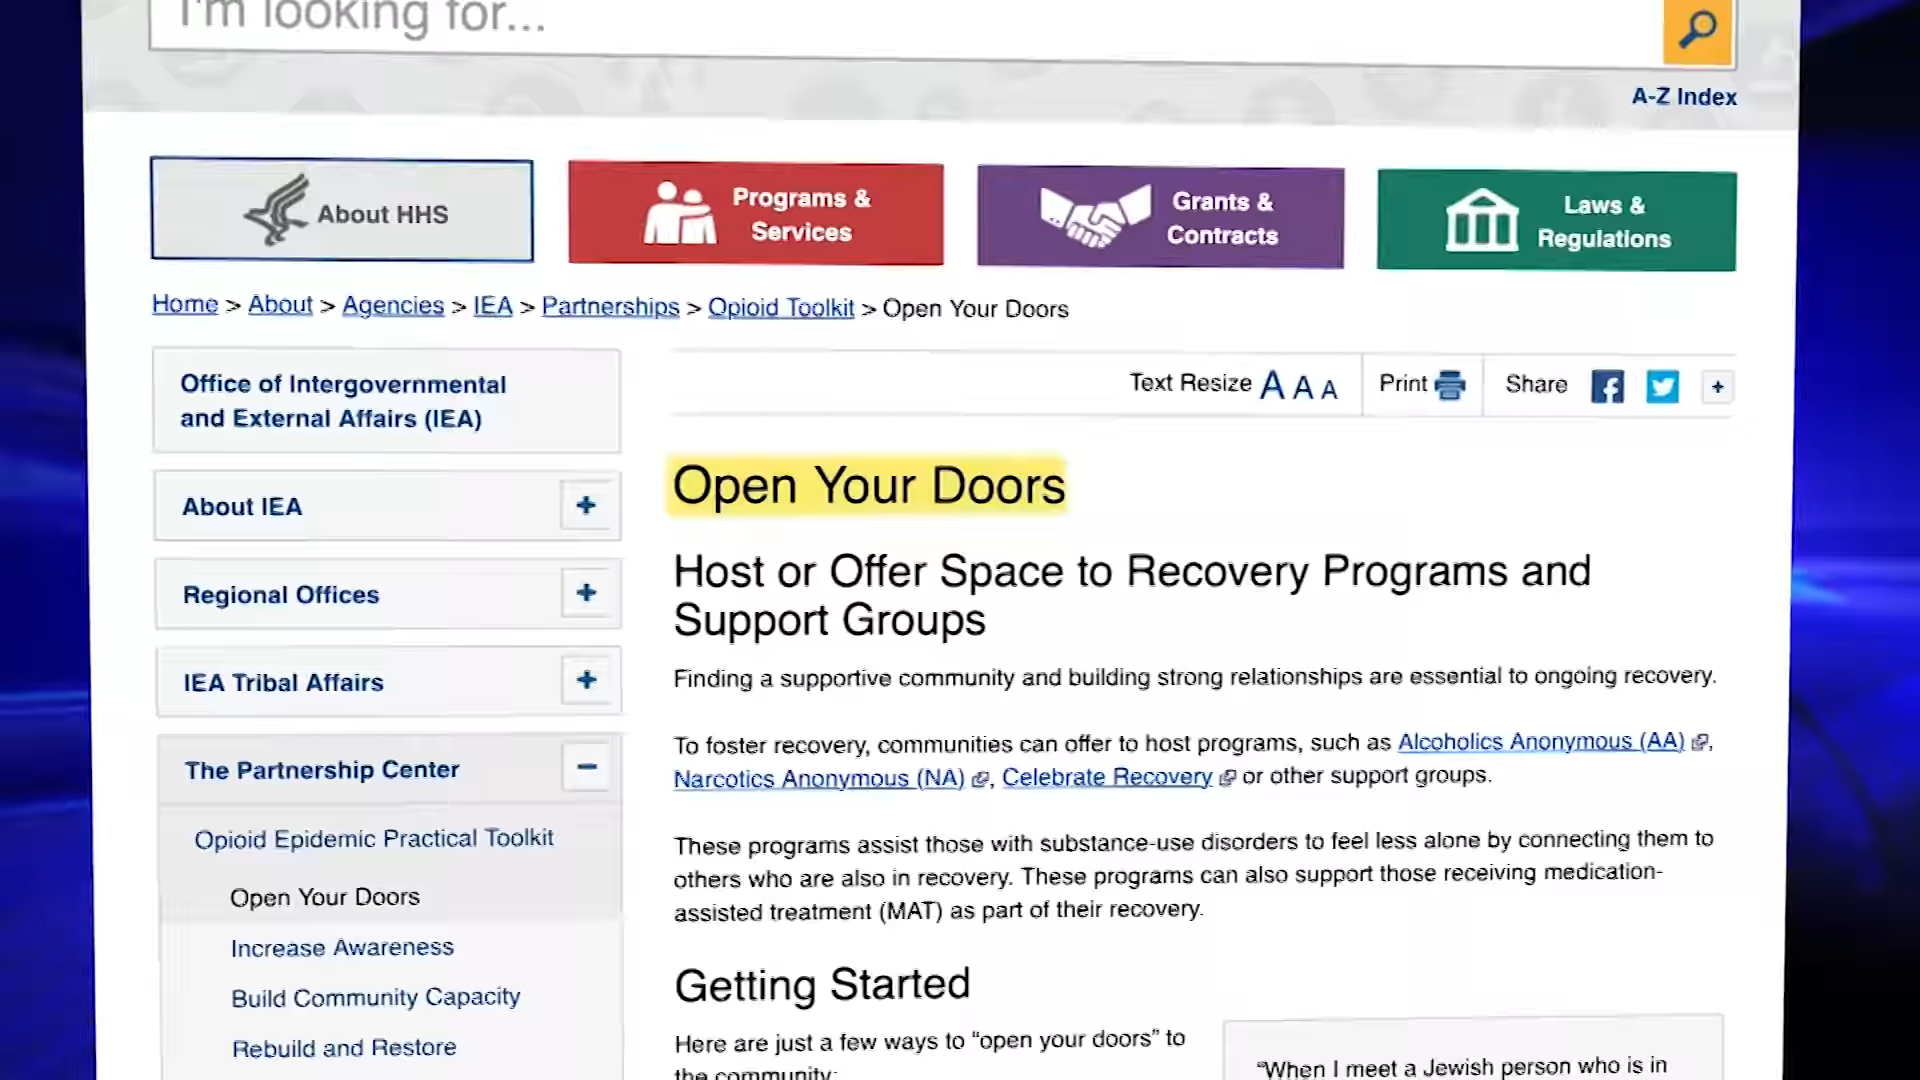 I'm looking for...
A-Z Index
About HHS
Programs &
Services
Grants &
Contracts
Laws &
Regulations
Home > About > Agencies > IEA > Partnerships > Opioid Toolkit > Open Your Doors
Office of Intergovernmental
and External Affairs (IEA)
About IEA +
Regional Offices +
IEA Tribal Affairs +
The Partnership Center −
Opioid Epidemic Practical Toolkit
Open Your Doors
Increase Awareness
Build Community Capacity
Rebuild and Restore
Text Resize A A A Print Share f +
Open Your Doors
Host or Offer Space to Recovery Programs and
Support Groups
Finding a supportive community and building strong relationships are essential to ongoing recovery.
To foster recovery, communities can offer to host programs, such as Alcoholics Anonymous (AA),
Narcotics Anonymous (NA), Celebrate Recovery or other support groups.
These programs assist those with substance-use disorders to feel less alone by connecting them to
others who are also in recovery. These programs can also support those receiving medication-
assisted treatment (MAT) as part of their recovery.
Getting Started
Here are just a few ways to “open your doors” to
the community:
“When I meet a Jewish person who is in